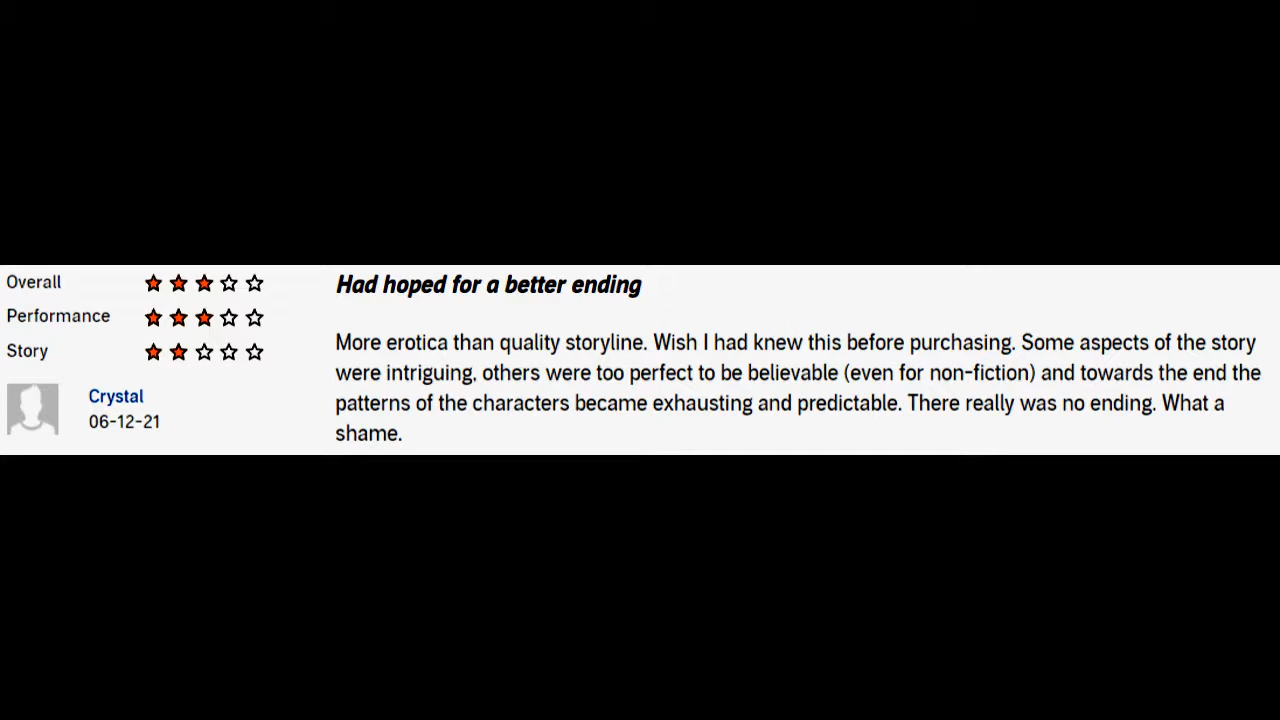 Overall
Performance
Story
Crystal
06-12-21
Had hoped for a better ending
More erotica than quality storyline. Wish I had knew this before purchasing. Some aspects of the story
were intriguing, others were too perfect to be believable (even for non-fiction) and towards the end the
patterns of the characters became exhausting and predictable. There really was no ending. What a
shame.